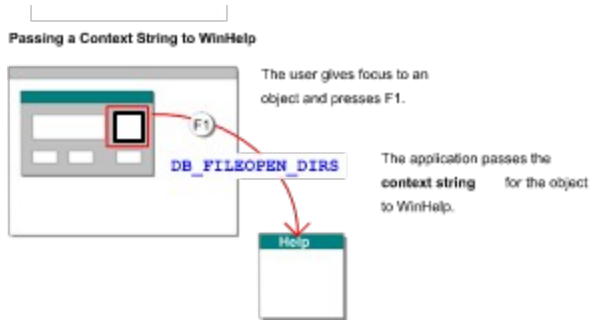 Passing a Context String to WinHelp
The user gives focus to an
object and presses F1.
F1
DB_FILEOPEN_DIRS
The application passes the
context string for the object
to WinHelp.
Help